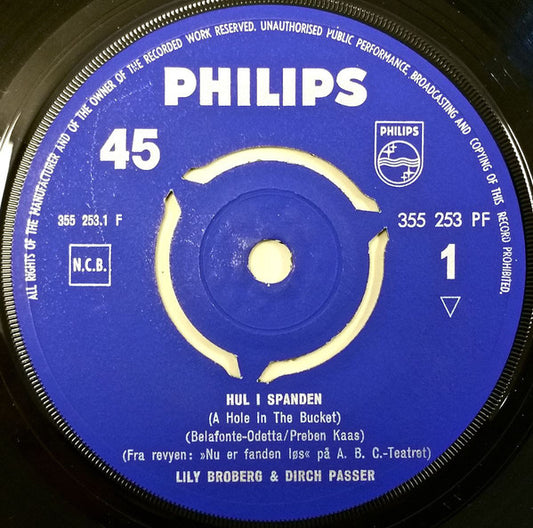 ALL RIGHTS OF THE MANUFACTURER AND OF THE OWNER OF THE RECORDED WORK RESERVED. UNAUTHORISED PUBLIC PERFORMANCE, BROADCASTING AND COPYING OF THIS RECORD PROHIBITED.
PHILIPS
45
PHILIPS
355 253.1 F
355 253 PF
N.C.B.
1
HUL I SPANDEN
(A Hole In The Bucket)
(Belafonte-Odetta/Preben Kaas)
(Fra revyen: »Nu er fanden løs« på A. B. C.-Teatret)
LILY BROBERG & DIRCH PASSER